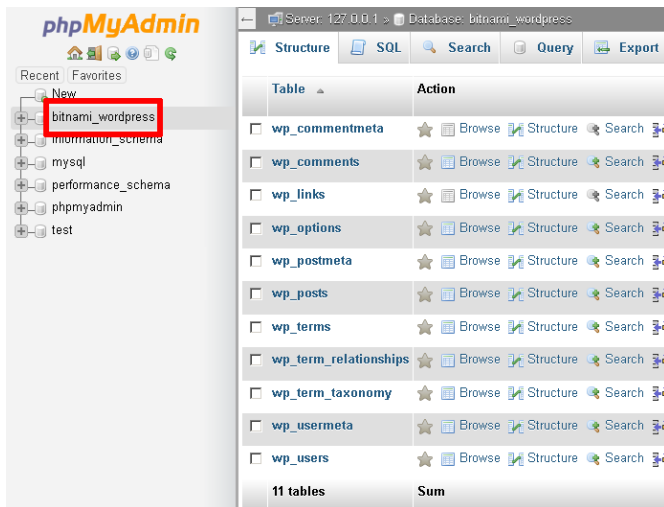 phpMyAdmin
Recent Favorites
New
bitnami_wordpress
information_schema
mysql
performance_schema
phpmyadmin
test
Server: 127.0.0.1 » Database: bitnami_wordpress
Structure SQL Search Query Export
Table Action
wp_commentmeta Browse Structure Search
wp_comments Browse Structure Search
wp_links Browse Structure Search
wp_options Browse Structure Search
wp_postmeta Browse Structure Search
wp_posts Browse Structure Search
wp_terms Browse Structure Search
wp_term_relationships Browse Structure Search
wp_term_taxonomy Browse Structure Search
wp_usermeta Browse Structure Search
wp_users Browse Structure Search
11 tables Sum